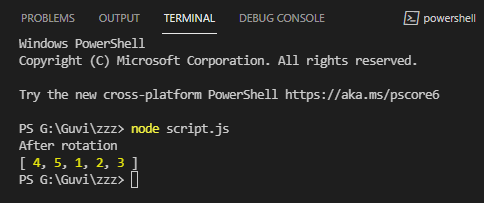 PROBLEMS OUTPUT TERMINAL DEBUG CONSOLE powershell
Windows PowerShell
Copyright (C) Microsoft Corporation. All rights reserved.
Try the new cross-platform PowerShell https://aka.ms/pscore6
PS G:\Guvi\zzz> node script.js
After rotation
[ 4, 5, 1, 2, 3 ]
PS G:\Guvi\zzz>